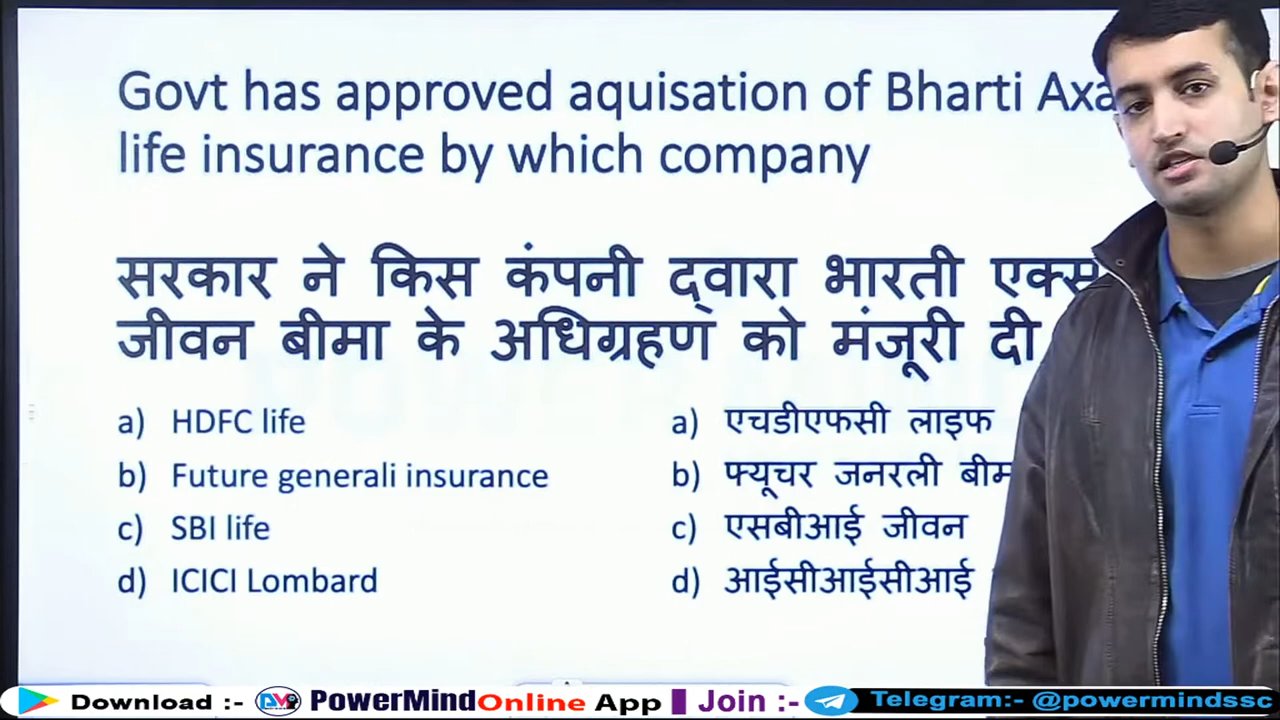 Govt has approved aquisation of Bharti Axa
life insurance by which company
सरकार ने किस कंपनी द्वारा भारती
जीवन बीमा के अधिग्रहण को मंजूरी दी
a) HDFC life
b) Future generali insurance
c) SBI life
d) ICICI Lombard
a) एचडीएफसी लाइफ
b) फ्यूचर जनरली
c) एसबीआई जीवन
d) आईसीआईसीआई
Download :- PowerMind Online App Join :- Telegram:- @powermindssc